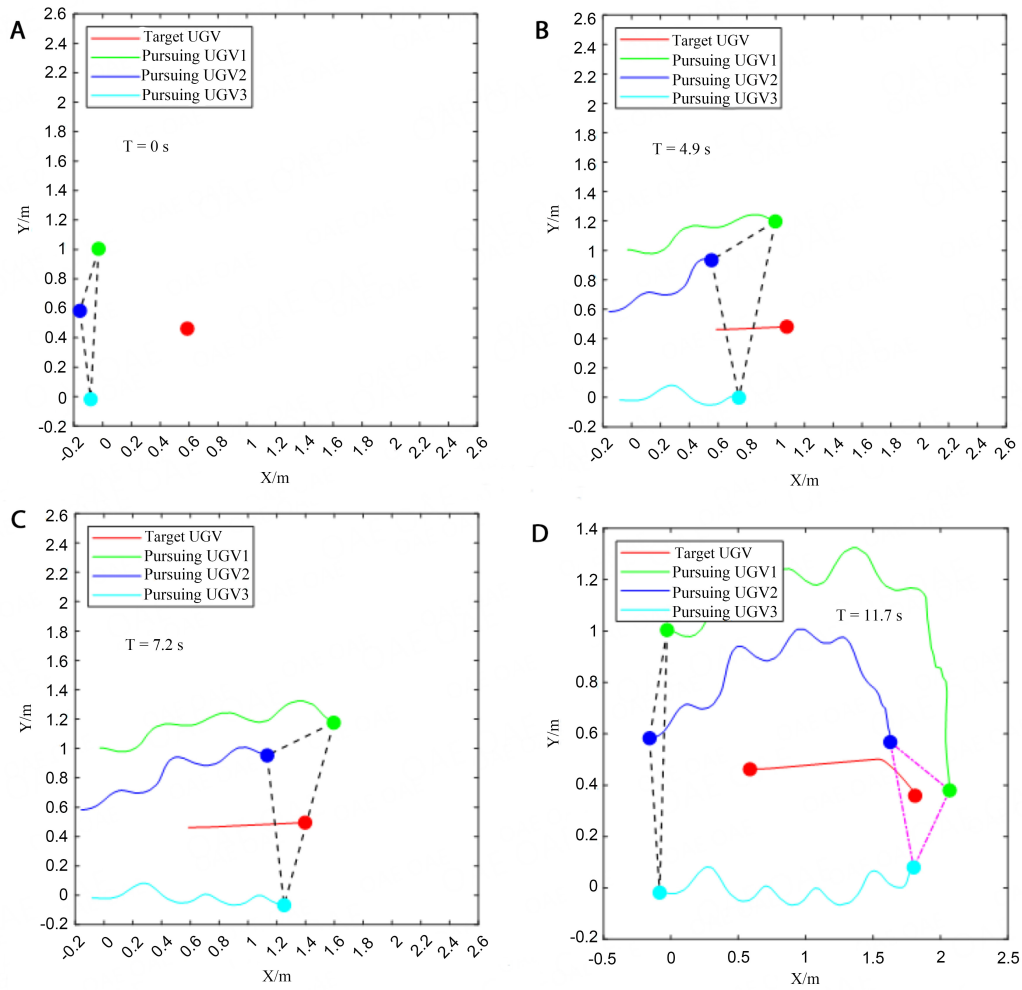 A
2.6
2.4
2.2
2
1.8
1.6
1.4
1.2
1
0.8
0.6
0.4
0.2
0
-0.2
Y/m
Target UGV
Pursuing UGV1
Pursuing UGV2
Pursuing UGV3
T = 0 s
-0.2 0 0.2 0.4 0.6 0.8 1 1.2 1.4 1.6 1.8 2 2.2 2.4 2.6
X/m
B
2.6
2.4
2.2
2
1.8
1.6
1.4
1.2
1
0.8
0.6
0.4
0.2
0
-0.2
Y/m
Target UGV
Pursuing UGV1
Pursuing UGV2
Pursuing UGV3
T = 4.9 s
-0.2 0 0.2 0.4 0.6 0.8 1 1.2 1.4 1.6 1.8 2 2.2 2.4 2.6
X/m
C
2.6
2.4
2.2
2
1.8
1.6
1.4
1.2
1
0.8
0.6
0.4
0.2
0
-0.2
Y/m
Target UGV
Pursuing UGV1
Pursuing UGV2
Pursuing UGV3
T = 7.2 s
-0.2 0 0.2 0.4 0.6 0.8 1 1.2 1.4 1.6 1.8 2 2.2 2.4 2.6
X/m
D
1.4
1.2
1
0.8
0.6
0.4
0.2
0
-0.2
Y/m
Target UGV
Pursuing UGV1
Pursuing UGV2
Pursuing UGV3
T = 11.7 s
-0.5 0 0.5 1 1.5 2 2.5
X/m